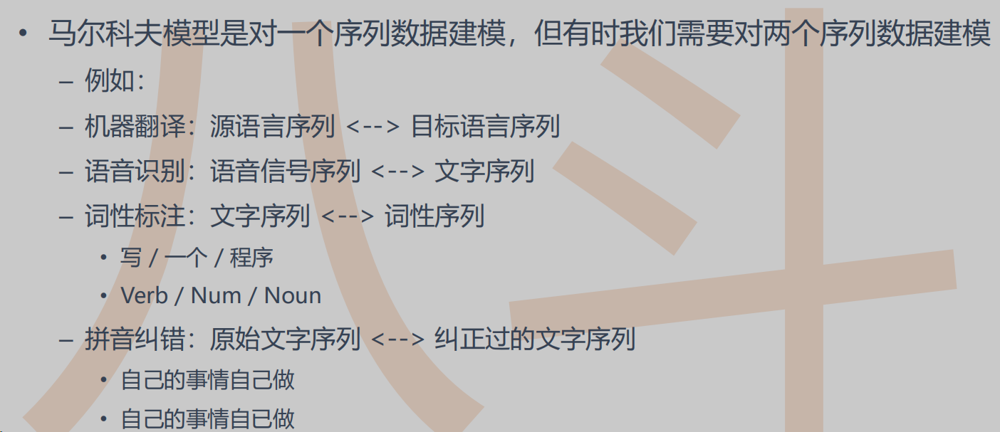 • 马尔科夫模型是对一个序列数据建模，但有时我们需要对两个序列数据建模
– 例如：
– 机器翻译：源语言序列 <--> 目标语言序列
– 语音识别：语音信号序列 <--> 文字序列
– 词性标注：文字序列 <--> 词性序列
• 写 / 一个 / 程序
• Verb / Num / Noun
– 拼音纠错：原始文字序列 <--> 纠正过的文字序列
• 自己的事情自己做
• 自己的事情自已做
八斗